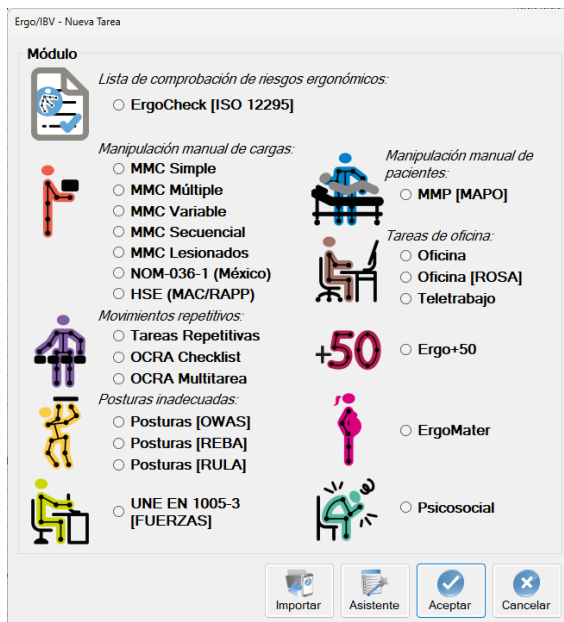 Ergo/IBV - Nueva Tarea
Módulo
Lista de comprobación de riesgos ergonómicos:
ErgoCheck [ISO 12295]
Manipulación manual de cargas:
MMC Simple
MMC Múltiple
MMC Variable
MMC Secuencial
MMC Lesionados
NOM-036-1 (México)
HSE (MAC/RAPP)
Movimientos repetitivos:
Tareas Repetitivas
OCRA Checklist
OCRA Multitarea
Posturas inadecuadas:
Posturas [OWAS]
Posturas [REBA]
Posturas [RULA]
UNE EN 1005-3
[FUERZAS]
Manipulación manual de
pacientes:
MMP [MAPO]
Tareas de oficina:
Oficina
Oficina [ROSA]
Teletrabajo
+50
Ergo+50
ErgoMater
Psicosocial
Importar
Asistente
Aceptar
Cancelar